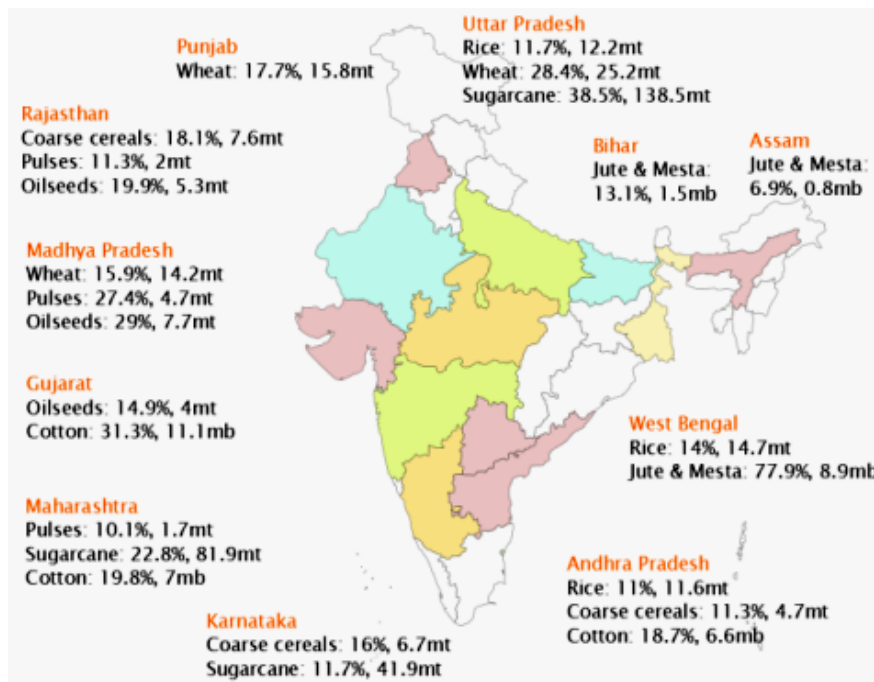 Uttar Pradesh
Rice: 11.7%, 12.2mt
Wheat: 28.4%, 25.2mt
Sugarcane: 38.5%, 138.5mt
Punjab
Wheat: 17.7%, 15.8mt
Rajasthan
Coarse cereals: 18.1%, 7.6mt
Pulses: 11.3%, 2mt
Oilseeds: 19.9%, 5.3mt
Bihar
Jute & Mesta:
13.1%, 1.5mb
Assam
Jute & Mesta:
6.9%, 0.8mb
Madhya Pradesh
Wheat: 15.9%, 14.2mt
Pulses: 27.4%, 4.7mt
Oilseeds: 29%, 7.7mt
Gujarat
Oilseeds: 14.9%, 4mt
Cotton: 31.3%, 11.1mb
West Bengal
Rice: 14%, 14.7mt
Jute & Mesta: 77.9%, 8.9mb
Maharashtra
Pulses: 10.1%, 1.7mt
Sugarcane: 22.8%, 81.9mt
Cotton: 19.8%, 7mb
Andhra Pradesh
Rice: 11%, 11.6mt
Coarse cereals: 11.3%, 4.7mt
Cotton: 18.7%, 6.6mb
Karnataka
Coarse cereals: 16%, 6.7mt
Sugarcane: 11.7%, 41.9mt